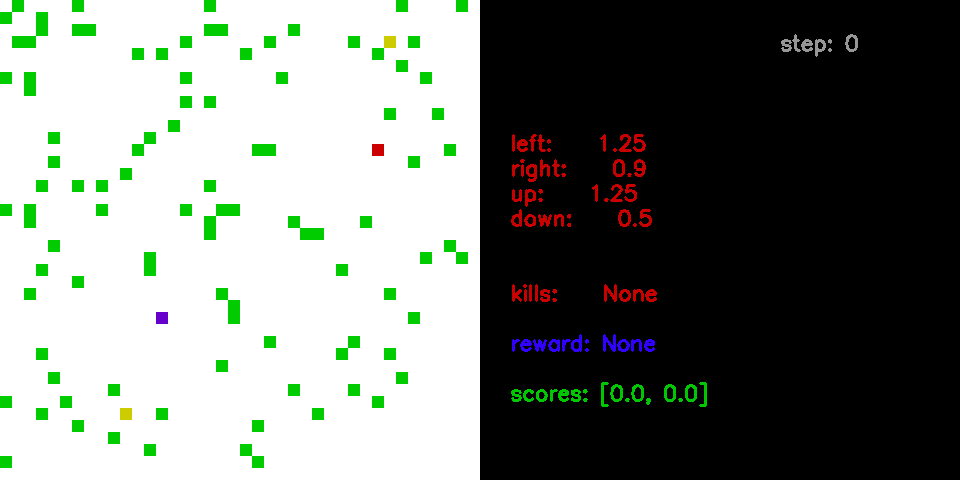 step: 0
left: 1.25
right: 0.9
up: 1.25
down: 0.5
kills: None
reward: None
scores: [0.0, 0.0]